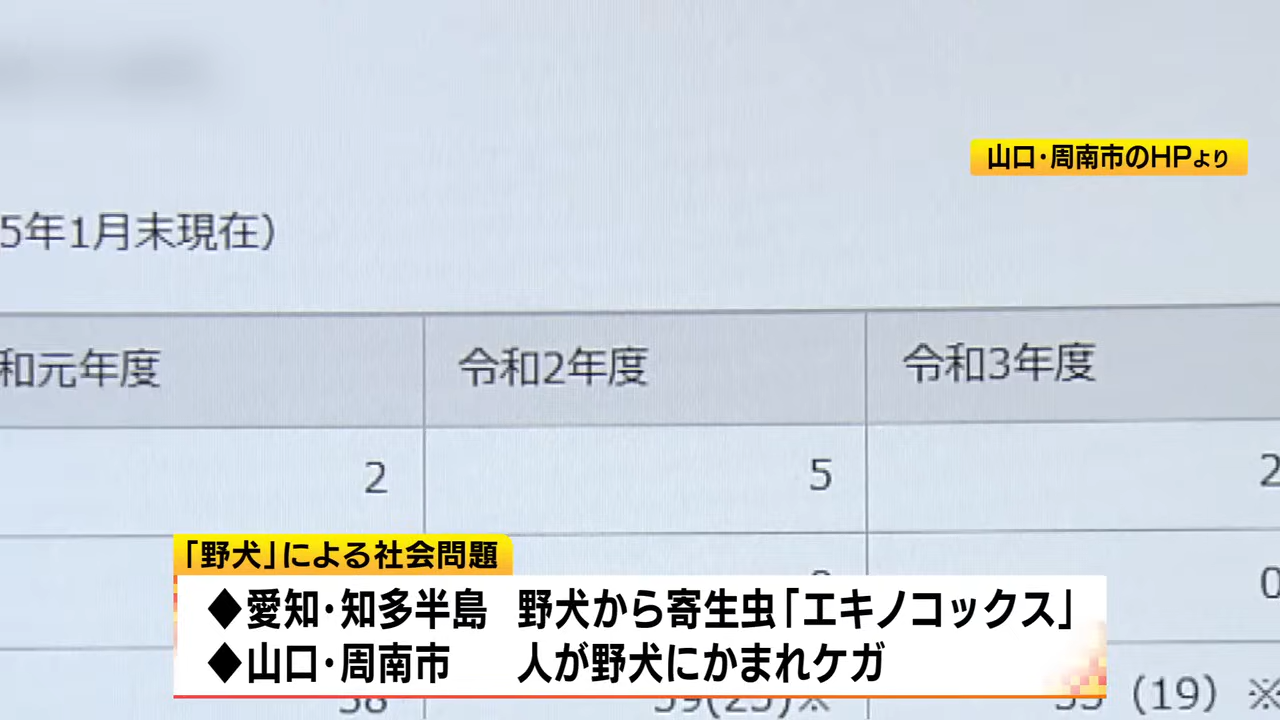 山口・周南市のHPより
5年1月末現在）
和元年度 令和2年度 令和3年度
2 5 2
0
「野犬」による社会問題
◆愛知・知多半島 野犬から寄生虫「エキノコックス」
◆山口・周南市 人が野犬にかまれケガ
(19) ※